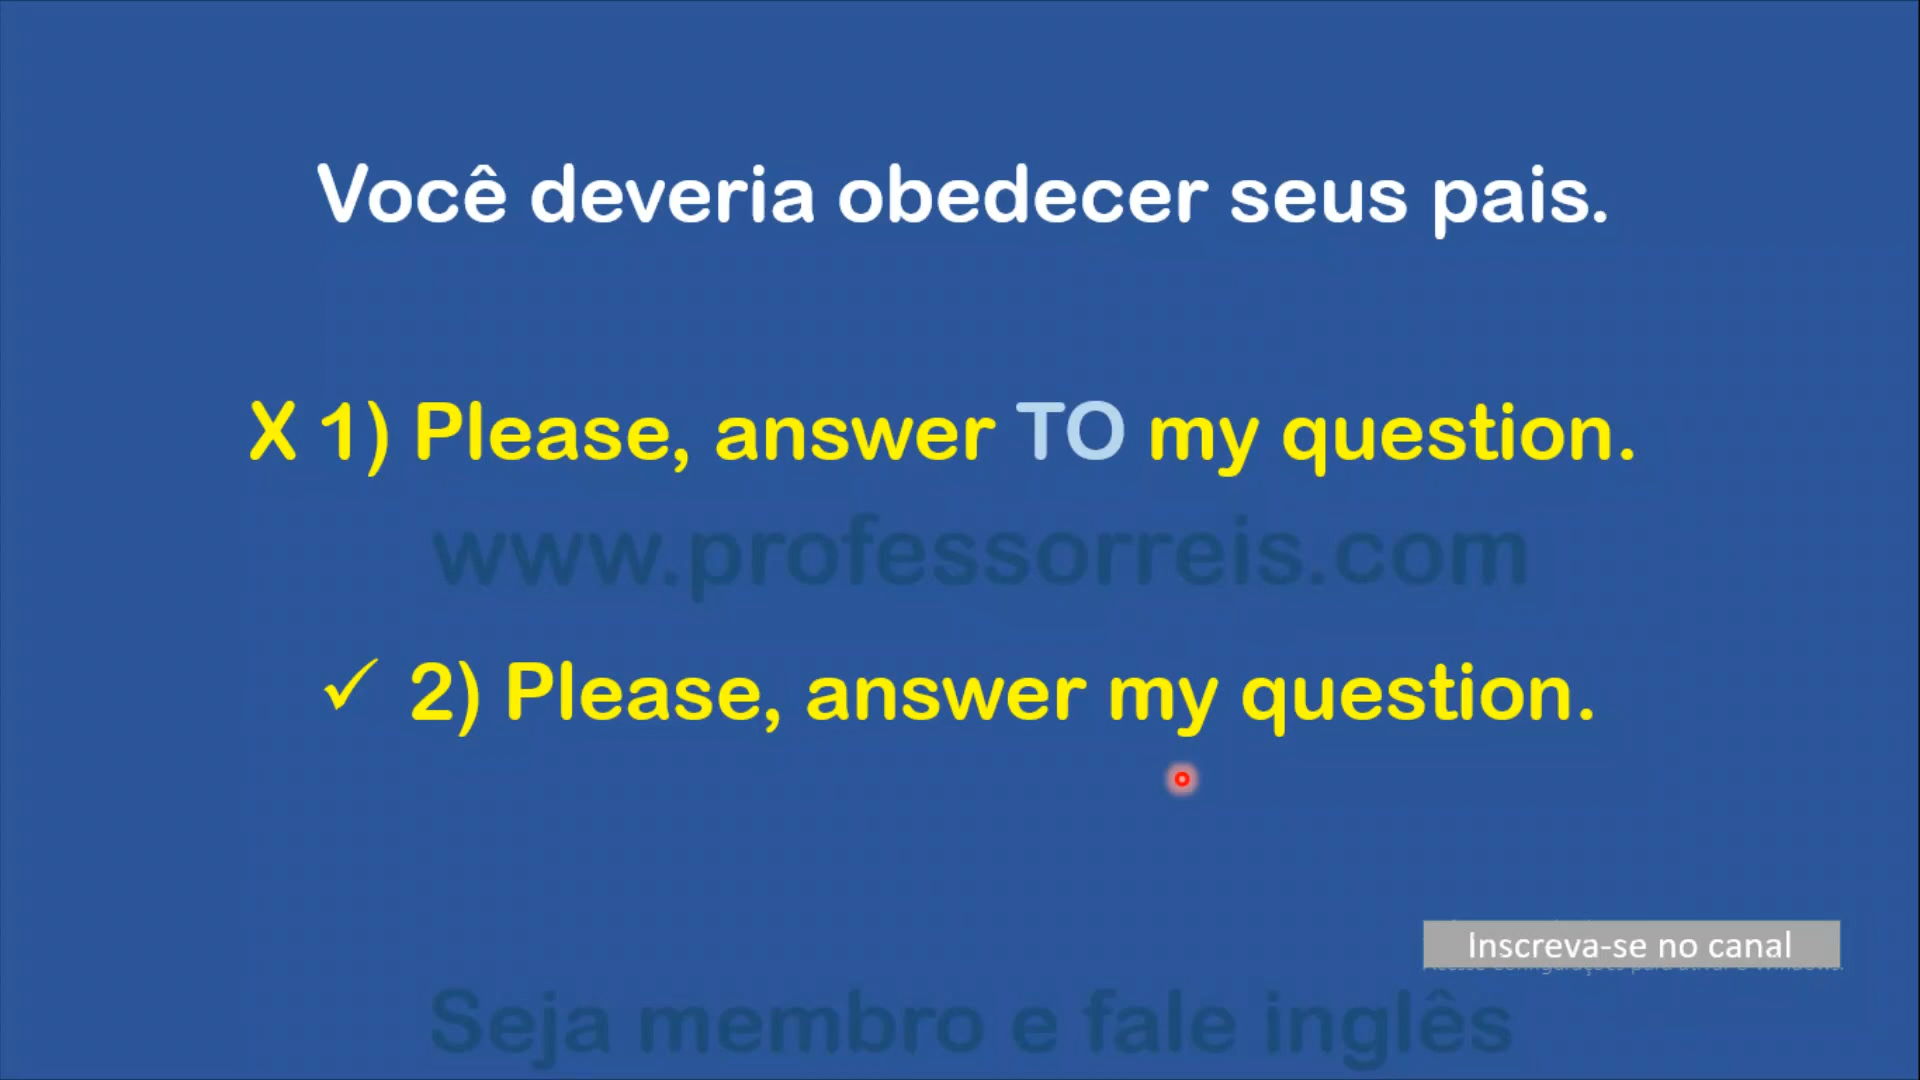 Você deveria obedecer seus pais.
X 1) Please, answer TO my question.
www.professorreis.com
✓ 2) Please, answer my question.
Inscreva-se no canal
Seja membro e fale inglês